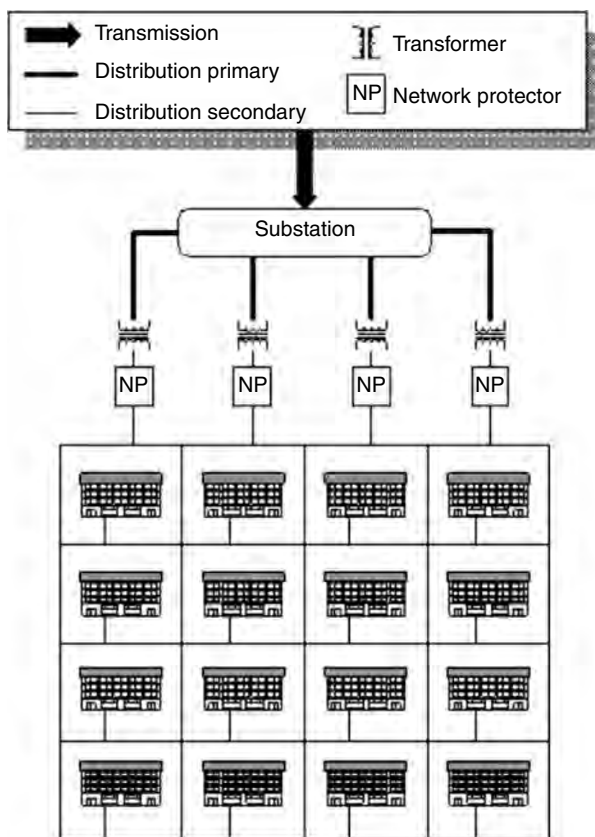 Transmission
Distribution primary
Distribution secondary
Transformer
NP Network protector
Substation
NP NP NP NP